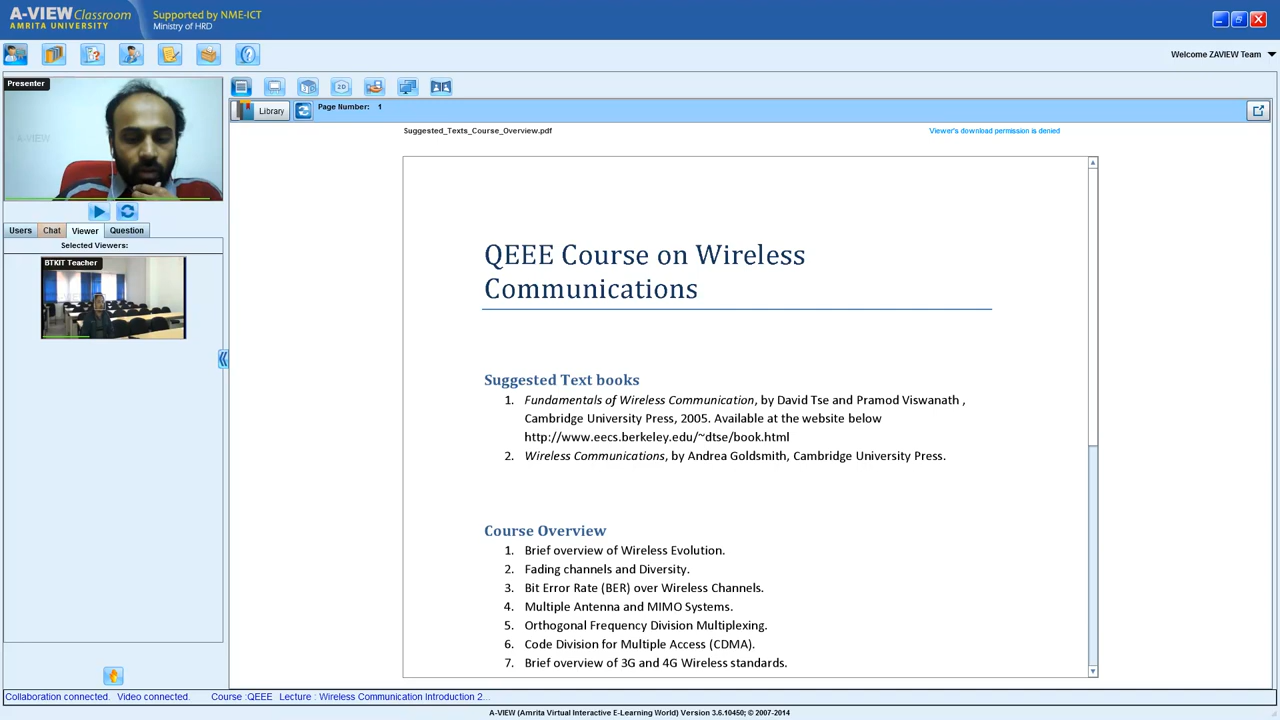 A-VIEW Classroom
AMRITA UNIVERSITY
Supported by NME-ICT
Ministry of HRD
Welcome ZAVIEW Team
Presenter
A-VIEW
Library
Page Number: 1
Suggested_Texts_Course_Overview.pdf
Viewer's download permission is denied
Users
Chat
Viewer
Question
Selected Viewers:
BTKIT Teacher
QEEE Course on Wireless
Communications
Suggested Text books
1. Fundamentals of Wireless Communication, by David Tse and Pramod Viswanath ,
Cambridge University Press, 2005. Available at the website below
http://www.eecs.berkeley.edu/~dtse/book.html
2. Wireless Communications, by Andrea Goldsmith, Cambridge University Press.
Course Overview
1. Brief overview of Wireless Evolution.
2. Fading channels and Diversity.
3. Bit Error Rate (BER) over Wireless Channels.
4. Multiple Antenna and MIMO Systems.
5. Orthogonal Frequency Division Multiplexing.
6. Code Division for Multiple Access (CDMA).
7. Brief overview of 3G and 4G Wireless standards.
Collaboration connected. Video connected. Course :QEEE Lecture : Wireless Communication Introduction 2...
A-VIEW (Amrita Virtual Interactive E-Learning World) Version 3.6.10450; © 2007-2014